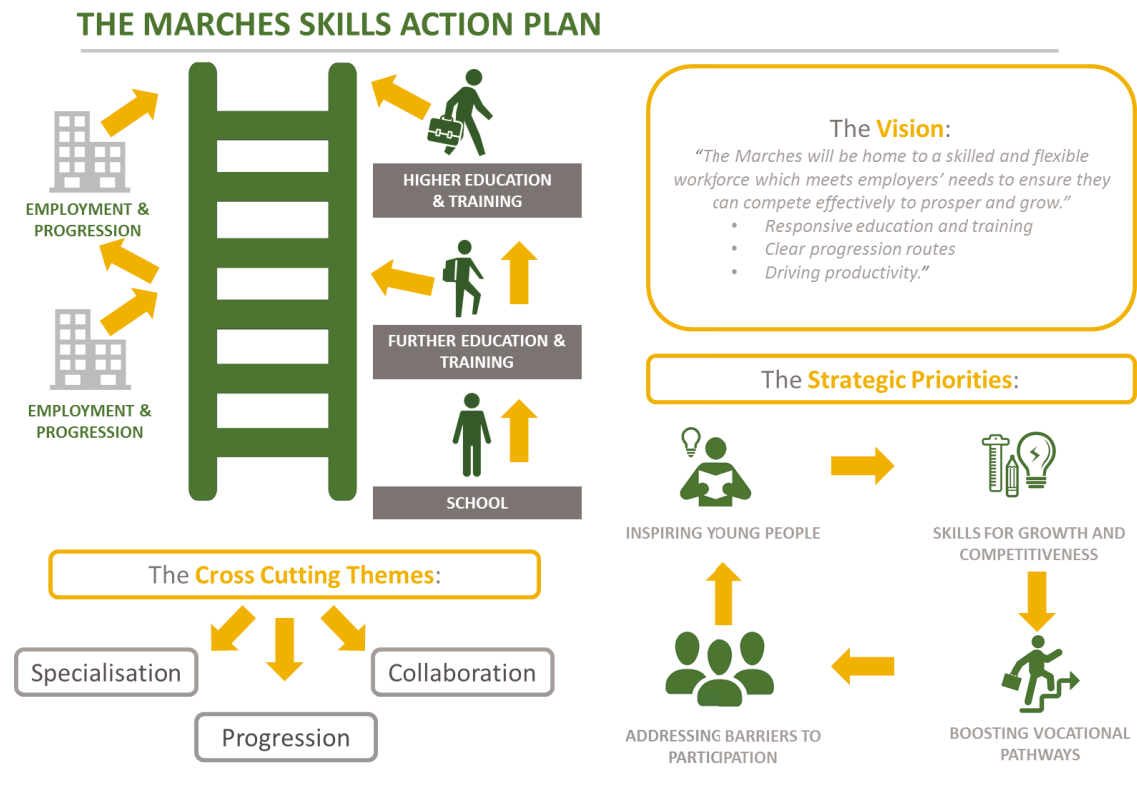 THE MARCHES SKILLS ACTION PLAN
EMPLOYMENT &
PROGRESSION
EMPLOYMENT &
PROGRESSION
HIGHER EDUCATION
& TRAINING
FURTHER EDUCATION &
TRAINING
SCHOOL
The Cross Cutting Themes:
Specialisation
Collaboration
Progression
The Vision:
“The Marches will be home to a skilled and flexible
workforce which meets employers’ needs to ensure they
can compete effectively to prosper and grow.”
• Responsive education and training
• Clear progression routes
• Driving productivity.”
The Strategic Priorities:
INSPIRING YOUNG PEOPLE
SKILLS FOR GROWTH AND
COMPETITIVENESS
ADDRESSING BARRIERS TO
PARTICIPATION
BOOSTING VOCATIONAL
PATHWAYS